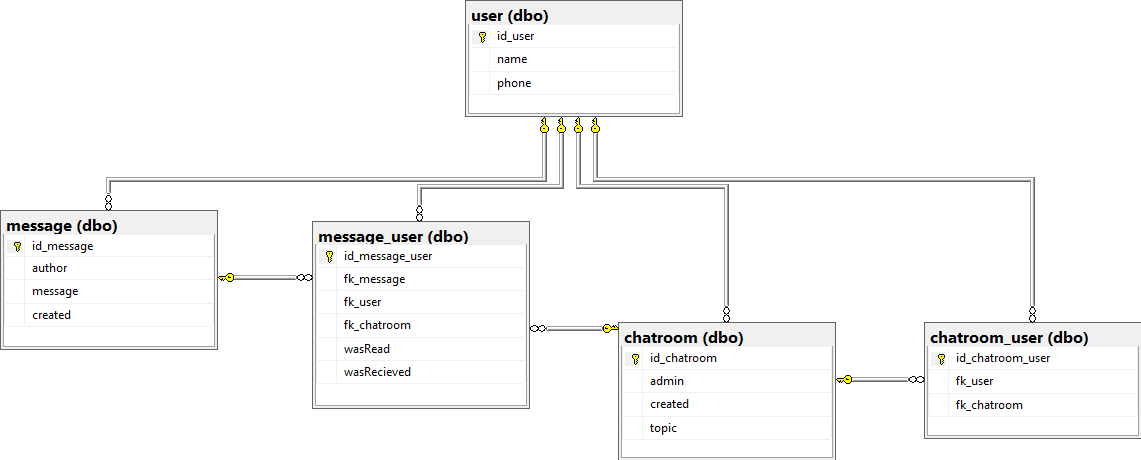 user (dbo)
id_user
name
phone
message (dbo)
id_message
author
message
created
message_user (dbo)
id_message_user
fk_message
fk_user
fk_chatroom
wasRead
wasRecieved
chatroom (dbo)
id_chatroom
admin
created
topic
chatroom_user (dbo)
id_chatroom_user
fk_user
fk_chatroom